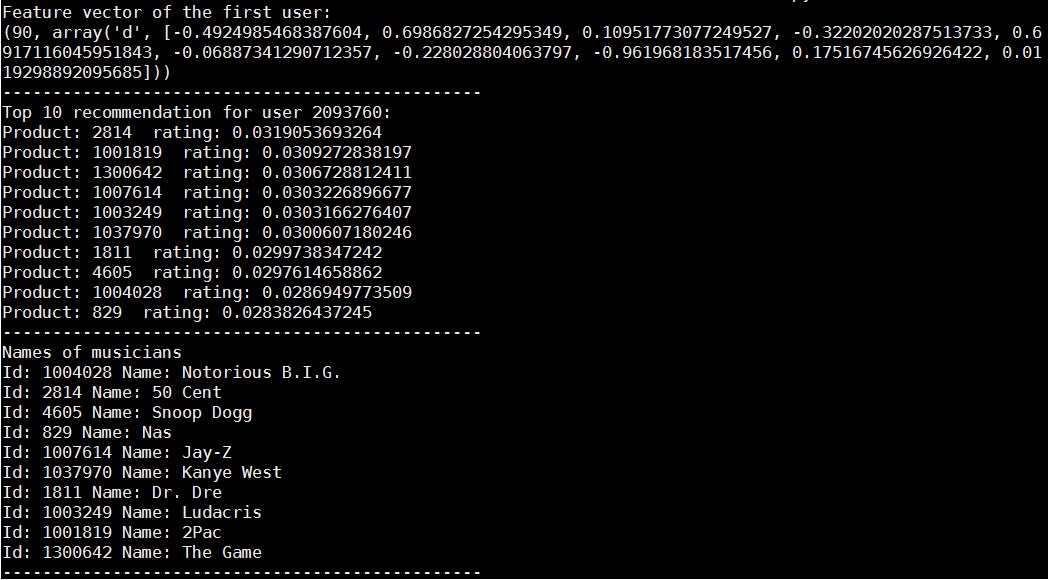 Feature vector of the first user:
(90, array('d', [-0.4924985468387604, 0.6986827254295349, 0.10951773077249527, -0.32202020287513733, 0.6
917116045951843, -0.06887341290712357, -0.228028804063797, -0.961968183517456, 0.17516745626926422, 0.01
19298892095685]))
------------------------------------------------
Top 10 recommendation for user 2093760:
Product: 2814  rating: 0.0319053693264
Product: 1001819  rating: 0.0309272838197
Product: 1300642  rating: 0.0306728812411
Product: 1007614  rating: 0.0303226896677
Product: 1003249  rating: 0.0303166276407
Product: 1037970  rating: 0.0300607180246
Product: 1811  rating: 0.0299738347242
Product: 4605  rating: 0.0297614658862
Product: 1004028  rating: 0.0286949773509
Product: 829  rating: 0.0283826437245
------------------------------------------------
Names of musicians
Id: 1004028 Name: Notorious B.I.G.
Id: 2814 Name: 50 Cent
Id: 4605 Name: Snoop Dogg
Id: 829 Name: Nas
Id: 1007614 Name: Jay-Z
Id: 1037970 Name: Kanye West
Id: 1811 Name: Dr. Dre
Id: 1003249 Name: Ludacris
Id: 1001819 Name: 2Pac
Id: 1300642 Name: The Game
------------------------------------------------